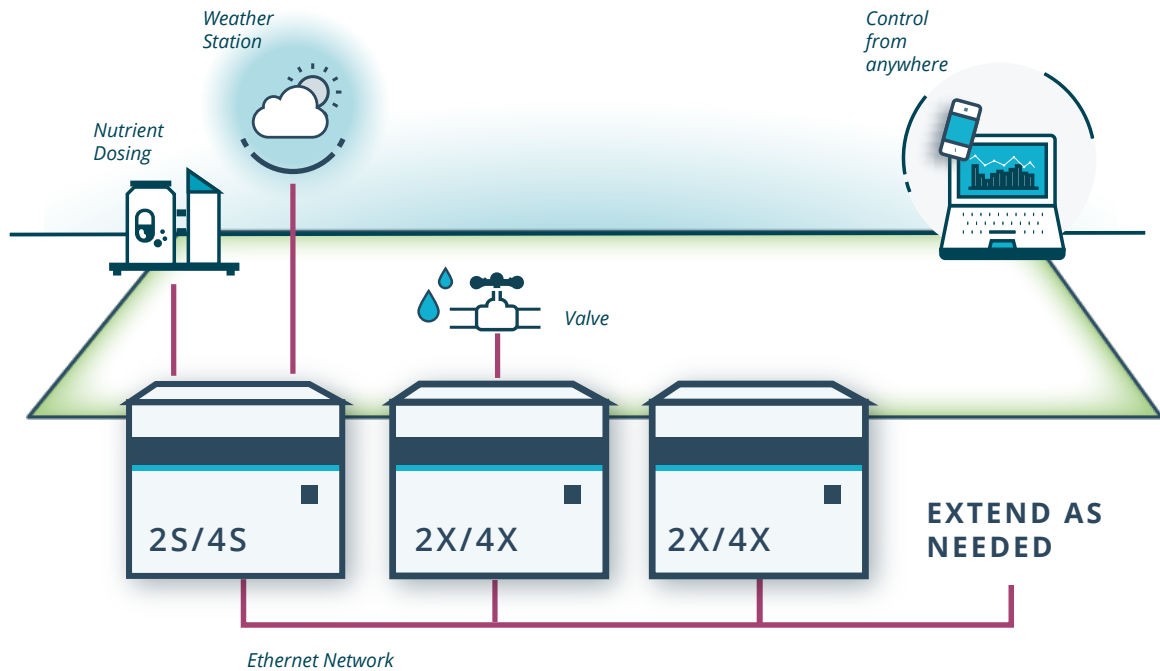 Weather
Station
Control
from
anywhere
Nutrient
Dosing
Valve
2S/4S
2X/4X
2X/4X
EXTEND AS
NEEDED
Ethernet Network